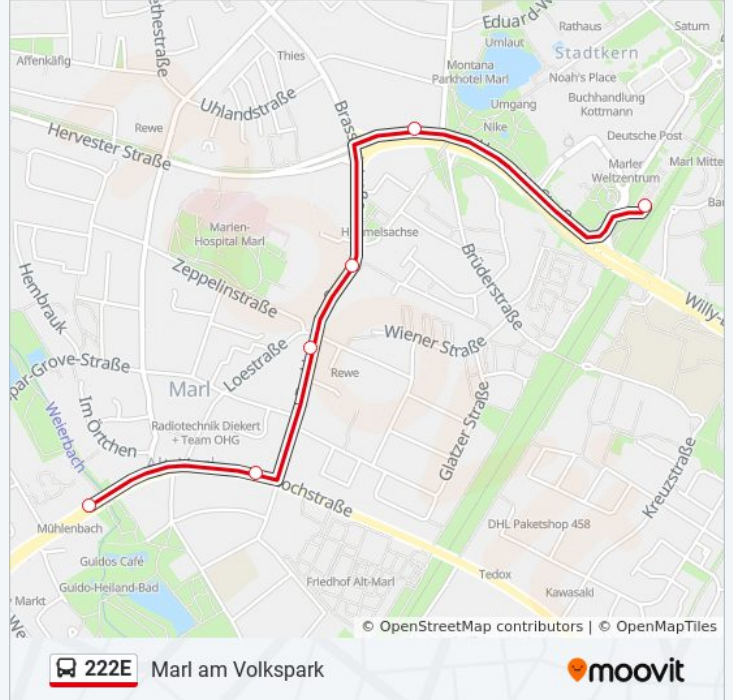 Eduard-W
ethestraße
Rathaus
Satum
Umlaut
Stadtkern
Thies
Affenkäfig
Montana
Parkhotel Marl
Noah's Place
Buchhandlung
Kottmann
Uhlandstraße
Umgang
Brass
Rewe
Nike
Deutsche Post
Hervester Straße
Marler
Weltzentrum
Marl Mitte
Marien-
Hospital Marl
Himmelsachse
Brüderstraße
Zeppelinstraße
Hembrauk
Willy-
Wiener Straße
par-Grove-Straße
Loestraße
Rewe
Marl
Weierbach
Im Örtchen
Radiotechnik Diekert
+ Team OHG
Glatzer Straße
Kreuzstraße
ochstraße
Mühlenbach
DHL Paketshop 458
Guidos Café
Guido-Heiland-Bad
Friedhof Alt-Marl
Tedox
Kawasaki
Markt
We
© OpenStreetMap contributors | © OpenMapTiles
222E Marl am Volkspark
moovit